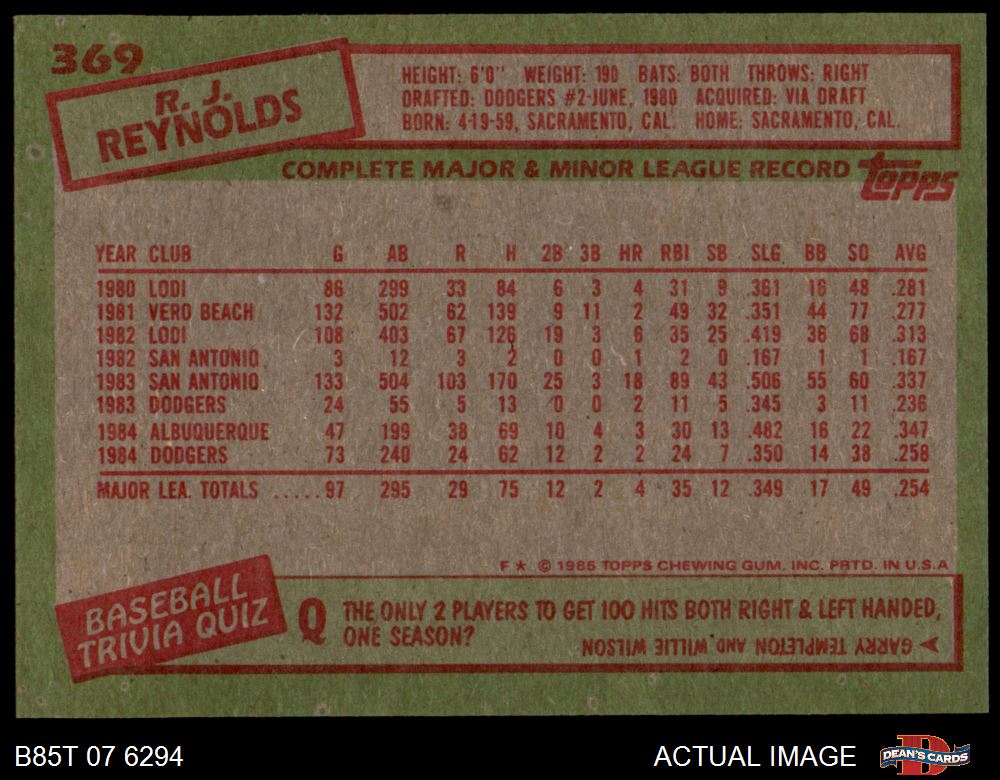 369
R. J.
REYNOLDS
HEIGHT: 6'0" WEIGHT: 190 BATS: BOTH THROWS: RIGHT
DRAFTED: DODGERS #2-JUNE, 1980 ACQUIRED: VIA DRAFT
BORN: 4-19-59, SACRAMENTO, CAL. HOME: SACRAMENTO, CAL.
COMPLETE MAJOR & MINOR LEAGUE RECORD topps
YEAR CLUB G AB R H 2B 3B HR RBI SB SLG BB SO AVG
1980 LODI 86 299 33 84 6 3 4 31 9 .361 16 48 .281
1981 VERO BEACH 132 502 62 139 9 11 2 49 32 .351 44 77 .277
1982 LODI 108 403 67 126 19 3 6 35 25 .419 36 68 .313
1982 SAN ANTONIO 3 12 3 2 0 0 1 2 0 .167 1 1 .167
1983 SAN ANTONIO 133 504 103 170 25 3 18 89 43 .506 55 60 .337
1983 DODGERS 24 55 5 13 0 0 2 11 5 .345 3 11 .236
1984 ALBUQUERQUE 47 199 38 69 10 4 3 30 13 .482 16 22 .347
1984 DODGERS 73 240 24 62 12 2 2 24 7 .350 14 38 .258
MAJOR LEA. TOTALS ..... 97 295 29 75 12 2 4 35 12 .349 17 49 .254
F ★ © 1985 TOPPS CHEWING GUM, INC. PRTD. IN U.S.A
BASEBALL
TRIVIA QUIZ
Q THE ONLY 2 PLAYERS TO GET 100 HITS BOTH RIGHT & LEFT HANDED,
ONE SEASON?
GARRY TEMPLETON AND WILLIE WILSON
B85T 07 6294
ACTUAL IMAGE
DEAN'S CARDS